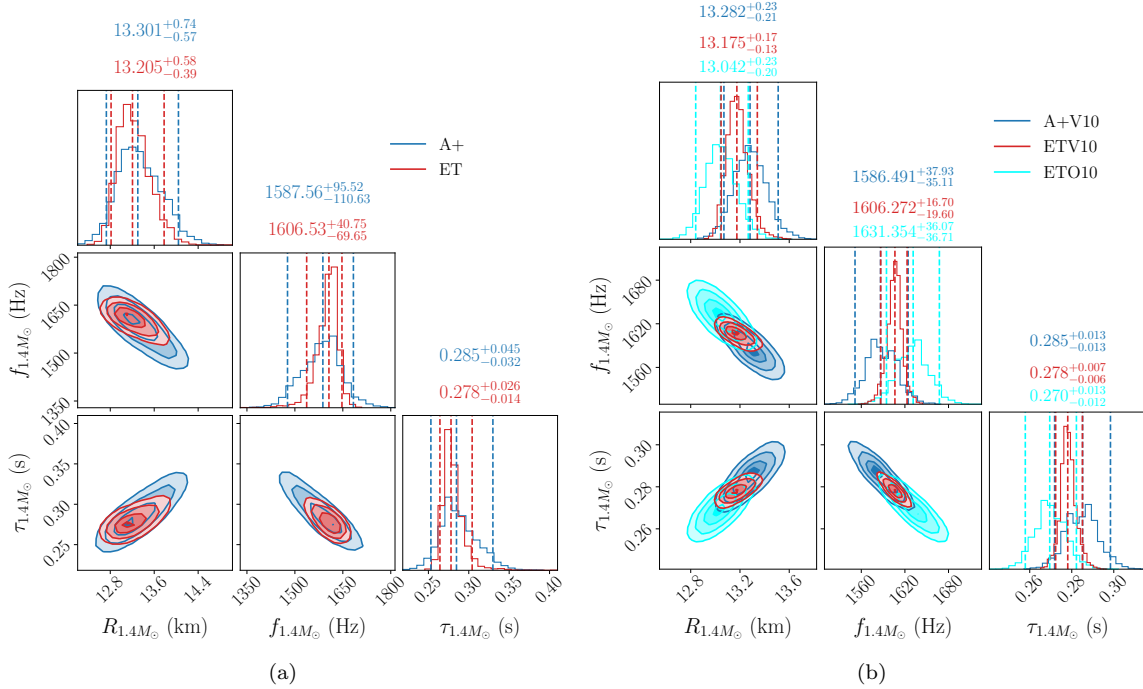 13.301^{+0.74}_{-0.57}
13.205^{+0.58}_{-0.39}
A+
ET
1587.56^{+95.52}_{-110.63}
1606.53^{+40.75}_{-69.65}
0.285^{+0.045}_{-0.032}
0.278^{+0.026}_{-0.014}
f_{1.4M_⊙} (Hz)
1800
1650
1500
1350
τ_{1.4M_⊙} (s)
0.40
0.35
0.30
0.25
12.8 13.6 14.4
1350 1500 1650 1800
0.25 0.30 0.35 0.40
R_{1.4M_⊙} (km)
f_{1.4M_⊙} (Hz)
τ_{1.4M_⊙} (s)
(a)
13.282^{+0.23}_{-0.21}
13.175^{+0.17}_{-0.13}
13.042^{+0.23}_{-0.20}
A+V10
ETV10
ETO10
1586.491^{+37.93}_{-35.11}
1606.272^{+16.70}_{-19.60}
1631.354^{+36.07}_{-36.71}
0.285^{+0.013}_{-0.013}
0.278^{+0.007}_{-0.006}
0.270^{+0.013}_{-0.012}
f_{1.4M_⊙} (Hz)
1680
1620
1560
τ_{1.4M_⊙} (s)
0.30
0.28
0.26
12.8 13.2 13.6
1560 1620 1680
0.26 0.28 0.30
R_{1.4M_⊙} (km)
f_{1.4M_⊙} (Hz)
τ_{1.4M_⊙} (s)
(b)